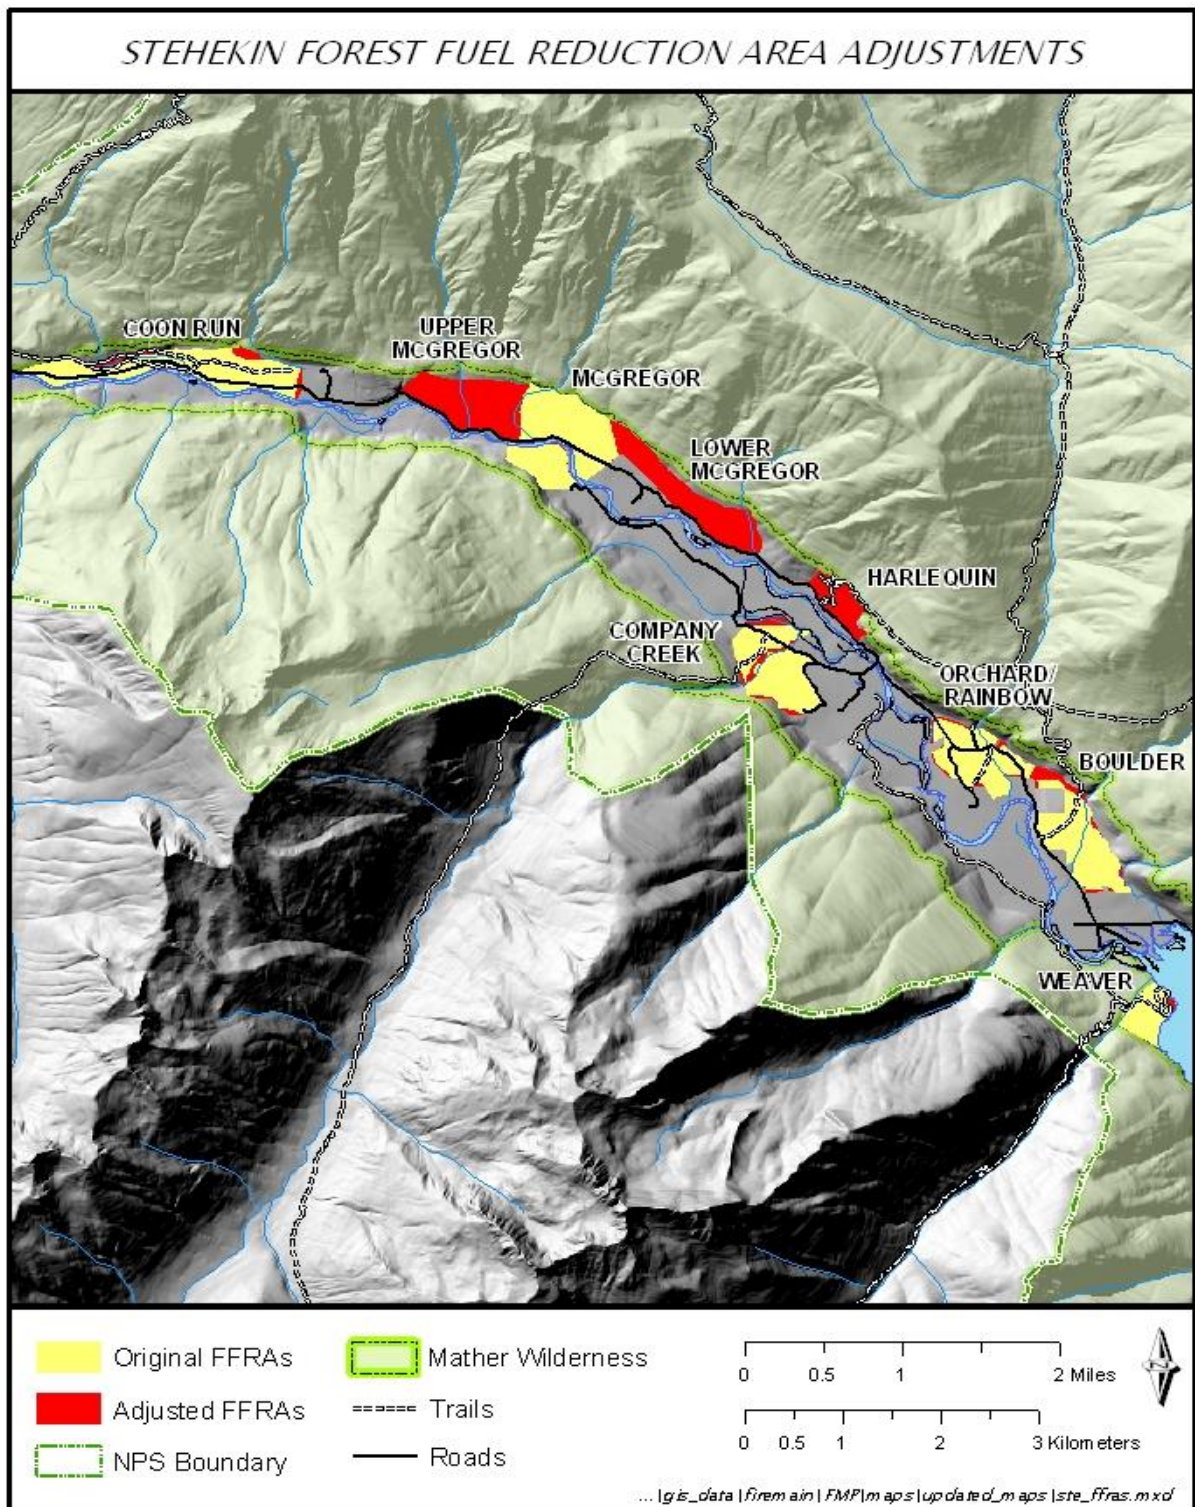 STEHEKIN FOREST FUEL REDUCTION AREA ADJUSTMENTS
COON RUN
UPPER
MCGREGOR
MCGREGOR
LOWER
MCGREGOR
HARLEQUIN
COMPANY
CREEK
ORCHARD/
RAINBOW
BOULDER
WEAVER
Original FFRAs
Adjusted FFRAs
NPS Boundary
Mather Wilderness
Trails
Roads
0 0.5 1 2 Miles
0 0.5 1 2 3 Kilometers
N
...\gis_data\firemain\FMP\maps\updated_maps\ste_ffras.mxd